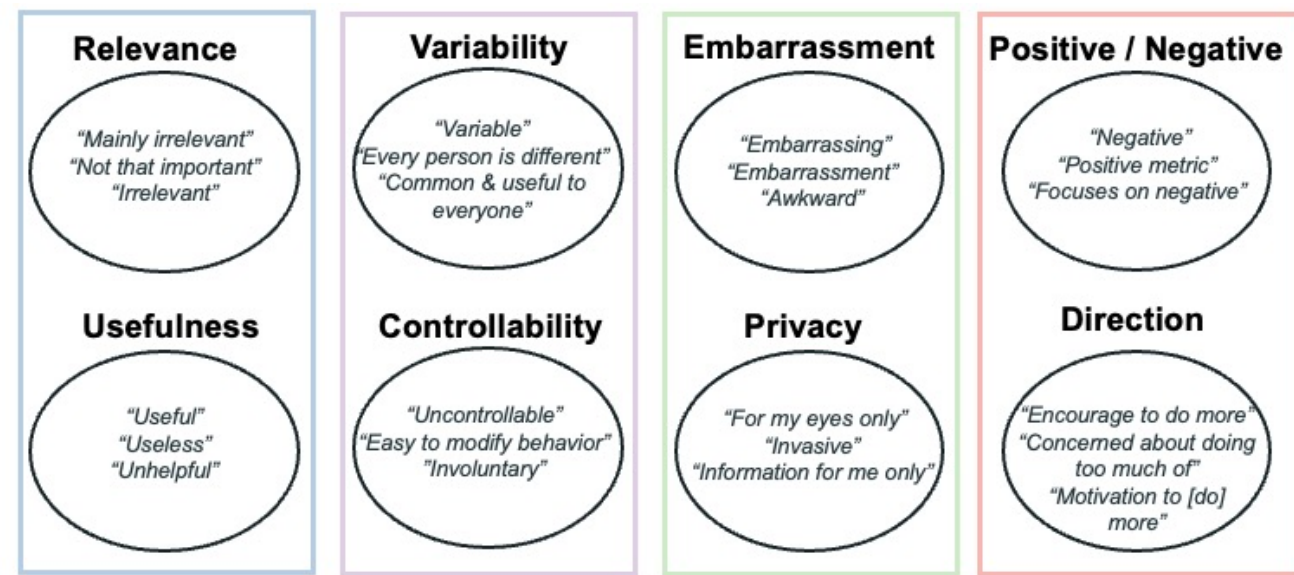 Relevance
“Mainly irrelevant”
“Not that important”
“Irrelevant”
Usefulness
“Useful”
“Useless”
“Unhelpful”
Variability
“Variable”
“Every person is different”
“Common & useful to
everyone”
Controllability
“Uncontrollable”
“Easy to modify behavior”
”Involuntary”
Embarrassment
“Embarrassing”
“Embarrassment”
“Awkward”
Privacy
“For my eyes only”
“Invasive”
“Information for me only”
Positive / Negative
“Negative”
“Positive metric”
“Focuses on negative”
Direction
“Encourage to do more”
“Concerned about doing
too much of”
“Motivation to [do]
more”